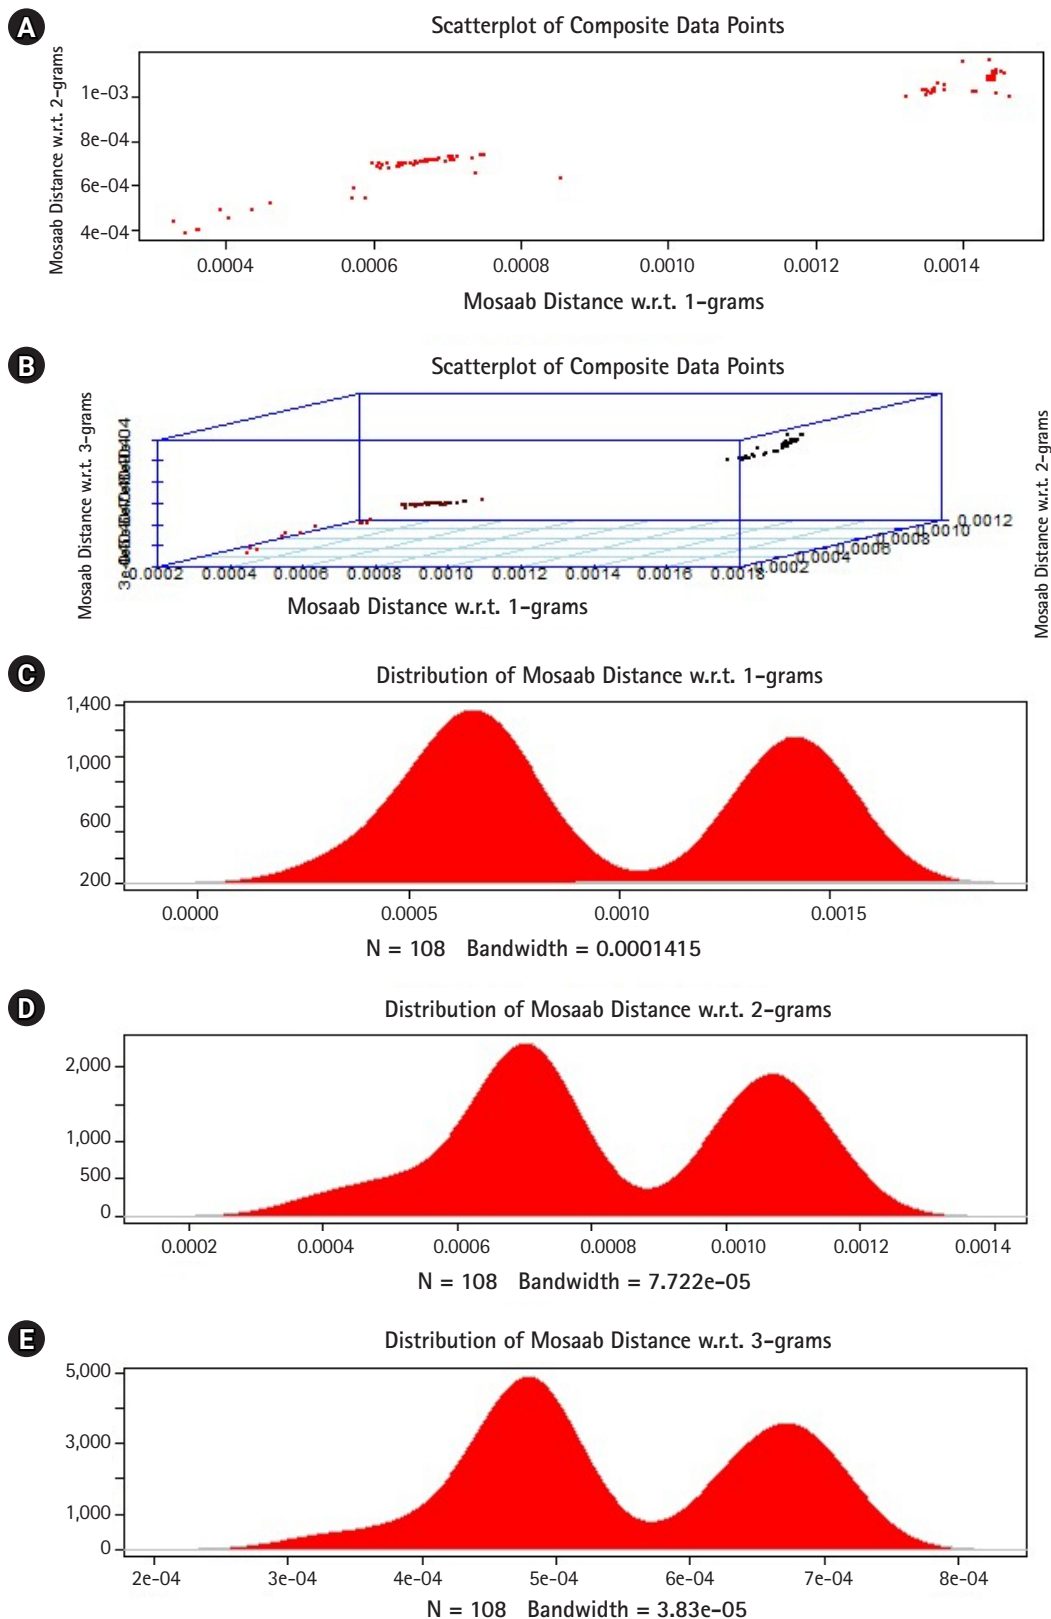 A
Scatterplot of Composite Data Points
Mosaab Distance w.r.t. 2-grams
1e-03
8e-04
6e-04
4e-04
0.0004 0.0006 0.0008 0.0010 0.0012 0.0014
Mosaab Distance w.r.t. 1-grams
B
Scatterplot of Composite Data Points
Mosaab Distance w.r.t. 3-grams
0.0002 0.0004 0.0006 0.0008 0.0010 0.0012 0.0014 0.0016 0.0018
0.0002 0.0004 0.0006 0.0008 0.0010 0.0012
Mosaab Distance w.r.t. 2-grams
Mosaab Distance w.r.t. 1-grams
C
Distribution of Mosaab Distance w.r.t. 1-grams
1,400
1,000
600
200
0.0000 0.0005 0.0010 0.0015
N = 108 Bandwidth = 0.0001415
D
Distribution of Mosaab Distance w.r.t. 2-grams
2,000
1,000
500
0
0.0002 0.0004 0.0006 0.0008 0.0010 0.0012 0.0014
N = 108 Bandwidth = 7.722e-05
E
Distribution of Mosaab Distance w.r.t. 3-grams
5,000
3,000
1,000
0
2e-04 3e-04 4e-04 5e-04 6e-04 7e-04 8e-04
N = 108 Bandwidth = 3.83e-05